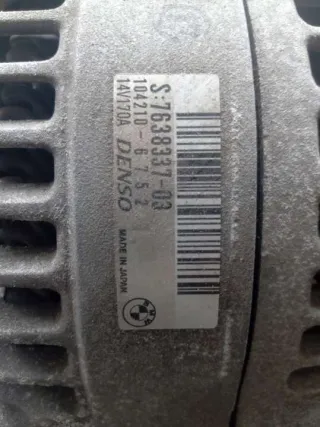 S:7638337-03
104210-6752
14V170A DENSO MADE IN JAPAN